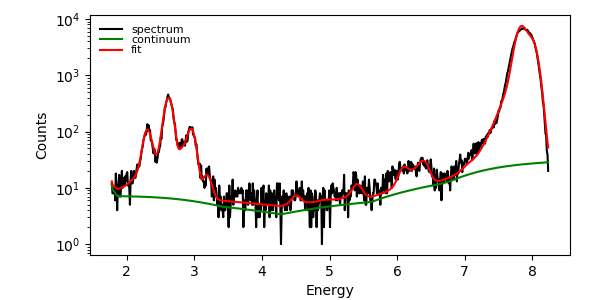 10⁴
spectrum
continuum
fit
10³
10²
10¹
10⁰
Counts
2 3 4 5 6 7 8
Energy